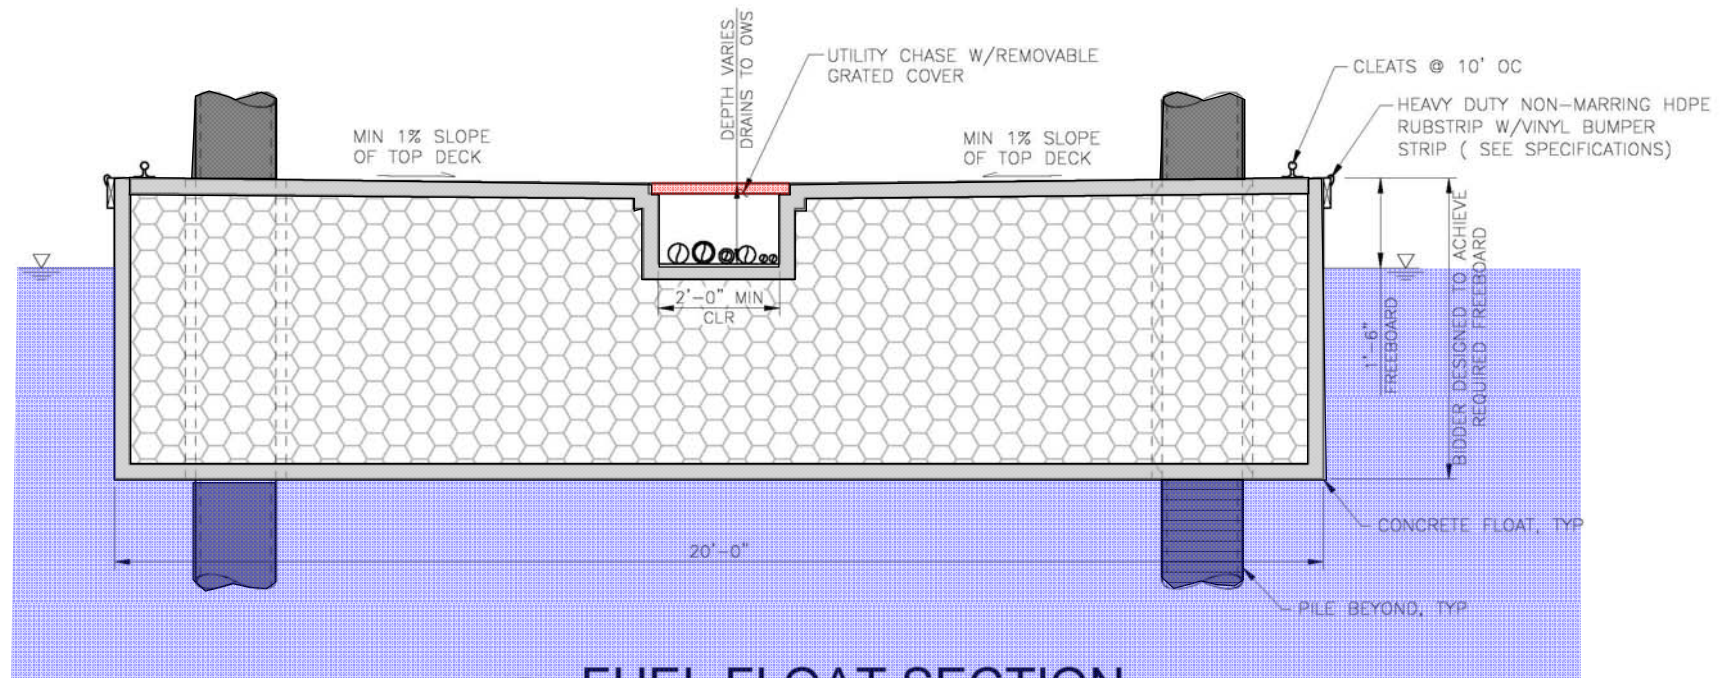 DEPTH VARIES
DRAINS TO OWS
UTILITY CHASE W/REMOVABLE
GRATED COVER
CLEATS @ 10' OC
HEAVY DUTY NON-MARRING HDPE
RUBSTRIP W/VINYL BUMPER
STRIP ( SEE SPECIFICATIONS)
MIN 1% SLOPE
OF TOP DECK
MIN 1% SLOPE
OF TOP DECK
2'-0" MIN
CLR
1'-6"
FREEBOARD
BIDDER DESIGNED TO ACHIEVE
REQUIRED FREEBOARD
CONCRETE FLOAT, TYP
20'-0"
PILE BEYOND, TYP
FUEL FLOAT SECTION